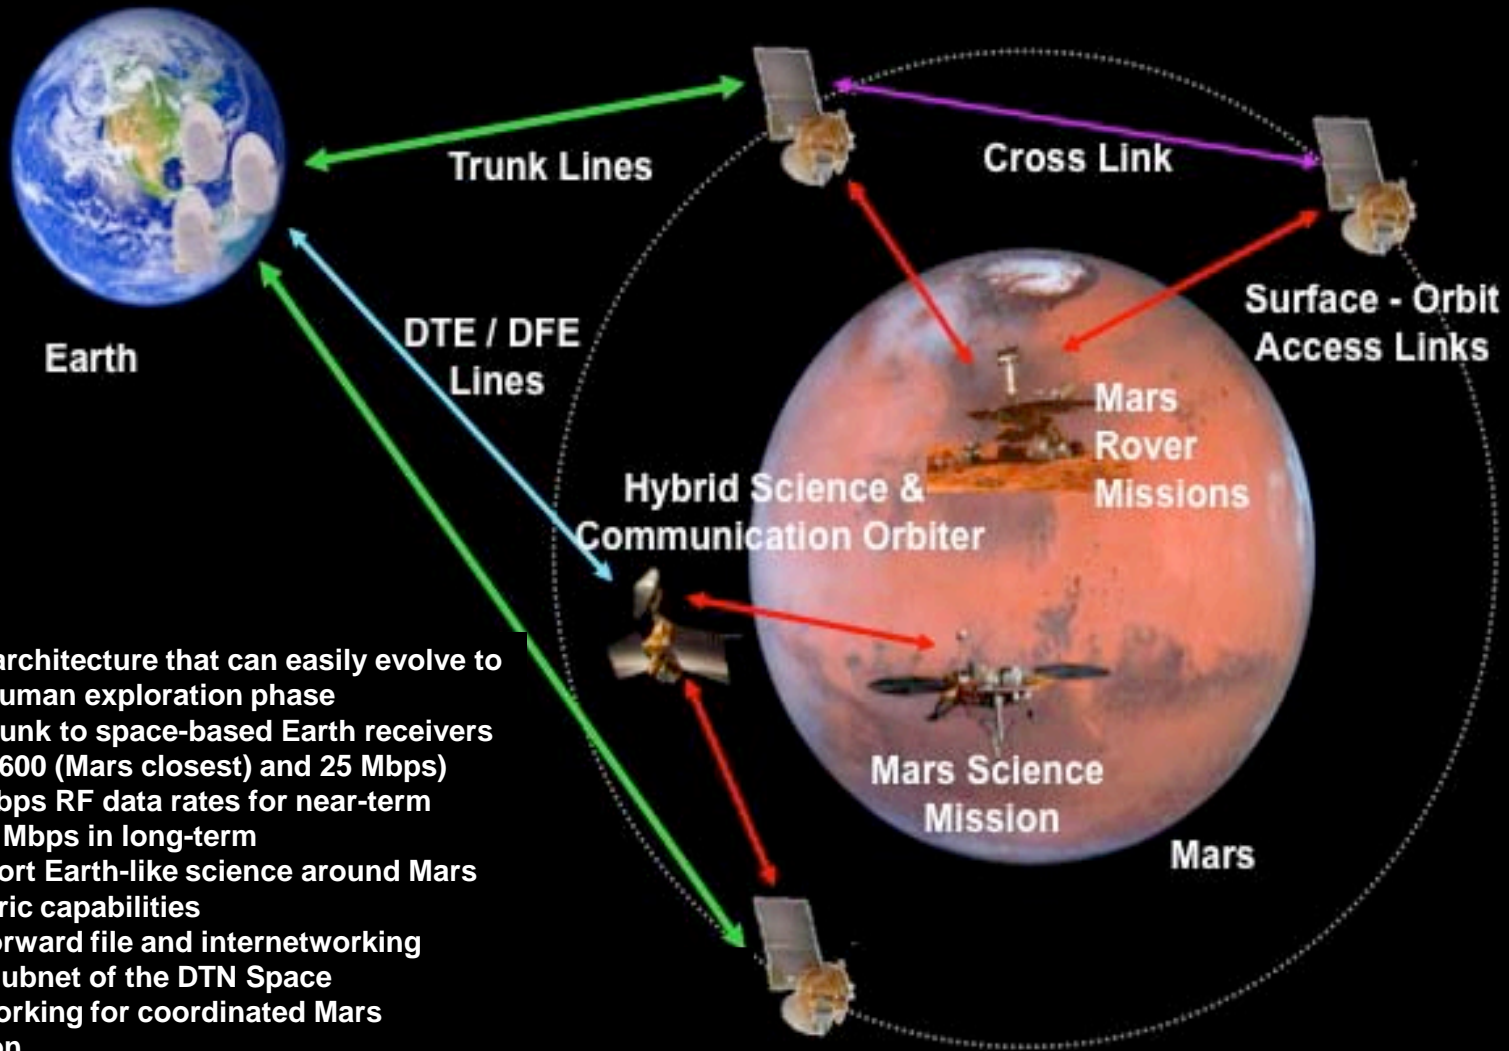 Trunk Lines
Cross Link
Surface - Orbit
Access Links
Earth
DTE / DFE
Lines
Mars
Rover
Missions
Hybrid Science &
Communication Orbiter
Mars Science
Mission
Mars
architecture that can easily evolve to
uman exploration phase
unk to space-based Earth receivers
600 (Mars closest) and 25 Mbps)
bps RF data rates for near-term
Mbps in long-term
ort Earth-like science around Mars
ric capabilities
orward file and internetworking
ubnet of the DTN Space
orking for coordinated Mars
on